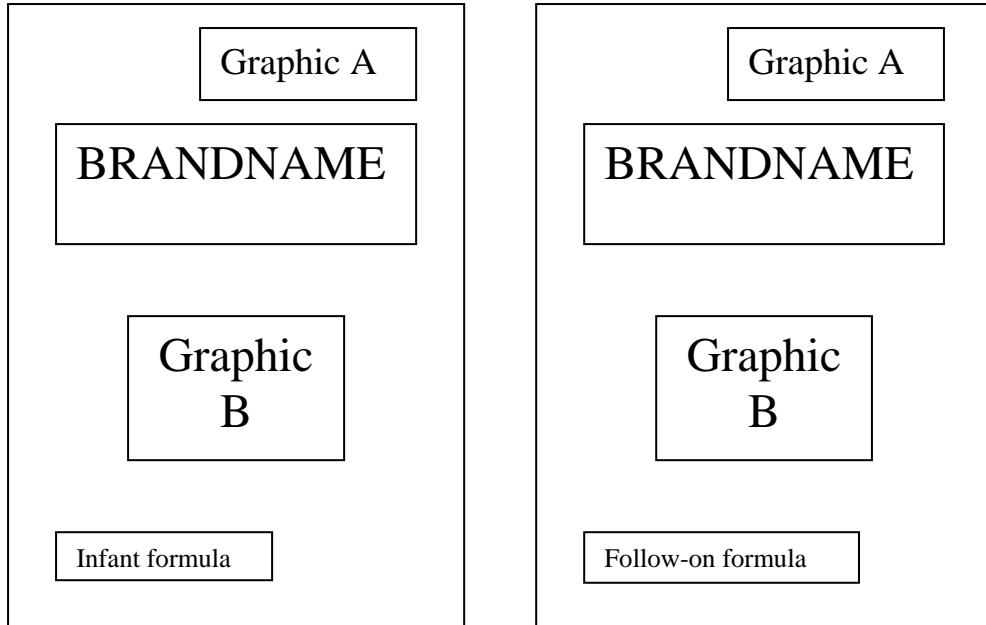 Graphic A
BRANDNAME
Graphic
B
Infant formula
Graphic A
BRANDNAME
Graphic
B
Follow-on formula